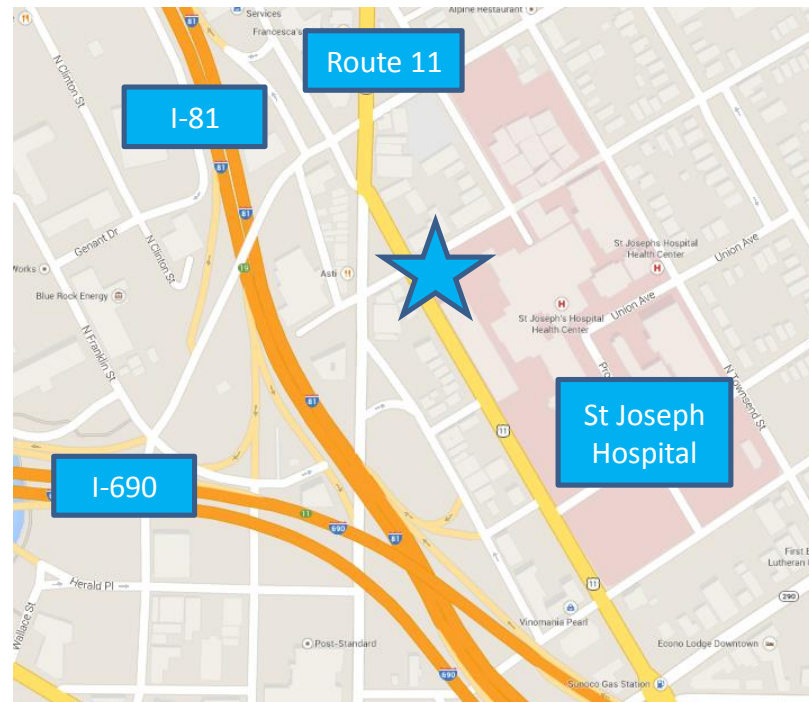 81
Services
Alpine Restaurant
Francesca's
Route 11
N Clinton St
I-81
81
81
Genant Dr
N Clinton St
19
Asti
St Josephs Hospital
Health Center
H
Union Ave
Works
Blue Rock Energy
H
St Joseph's Hospital
Health Center
Union Ave
N Franklin St
81
N Townsend St
St Joseph
Hospital
11
I-690
11
690
81
First
Lutheran
11
290
Herald Pl
Wallace St
Vinomania Pearl
Post-Standard
Econo Lodge Downtown
690
Sunoco Gas Station